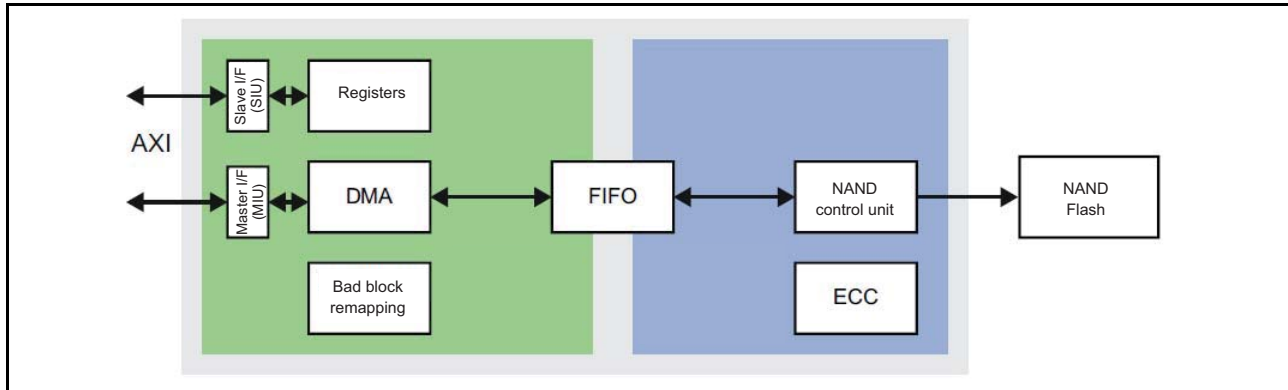 AXI
Slave I/F
(SIU)
Registers
Master I/F
(MIU)
DMA
FIFO
NAND
control unit
NAND
Flash
Bad block
remapping
ECC